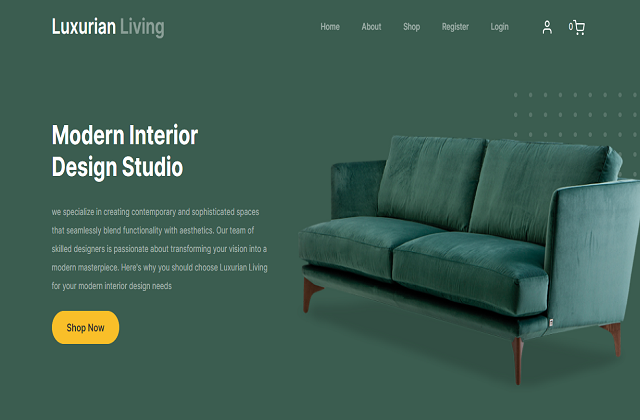 Luxurian Living
Home About Shop Register Login
0
Modern Interior
Design Studio
we specialize in creating contemporary and sophisticated spaces
that seamlessly blend functionality with aesthetics. Our team of
skilled designers is passionate about transforming your vision into a
modern masterpiece. Here's why you should choose Luxurian Living
for your modern interior design needs
Shop Now